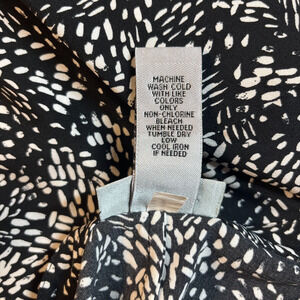 MACHINE
WASH COLD
WITH LIKE
COLORS
ONLY
NON-CHLORINE
BLEACH
WHEN NEEDED
TUMBLE DRY
LOW
COOL IRON
IF NEEDED